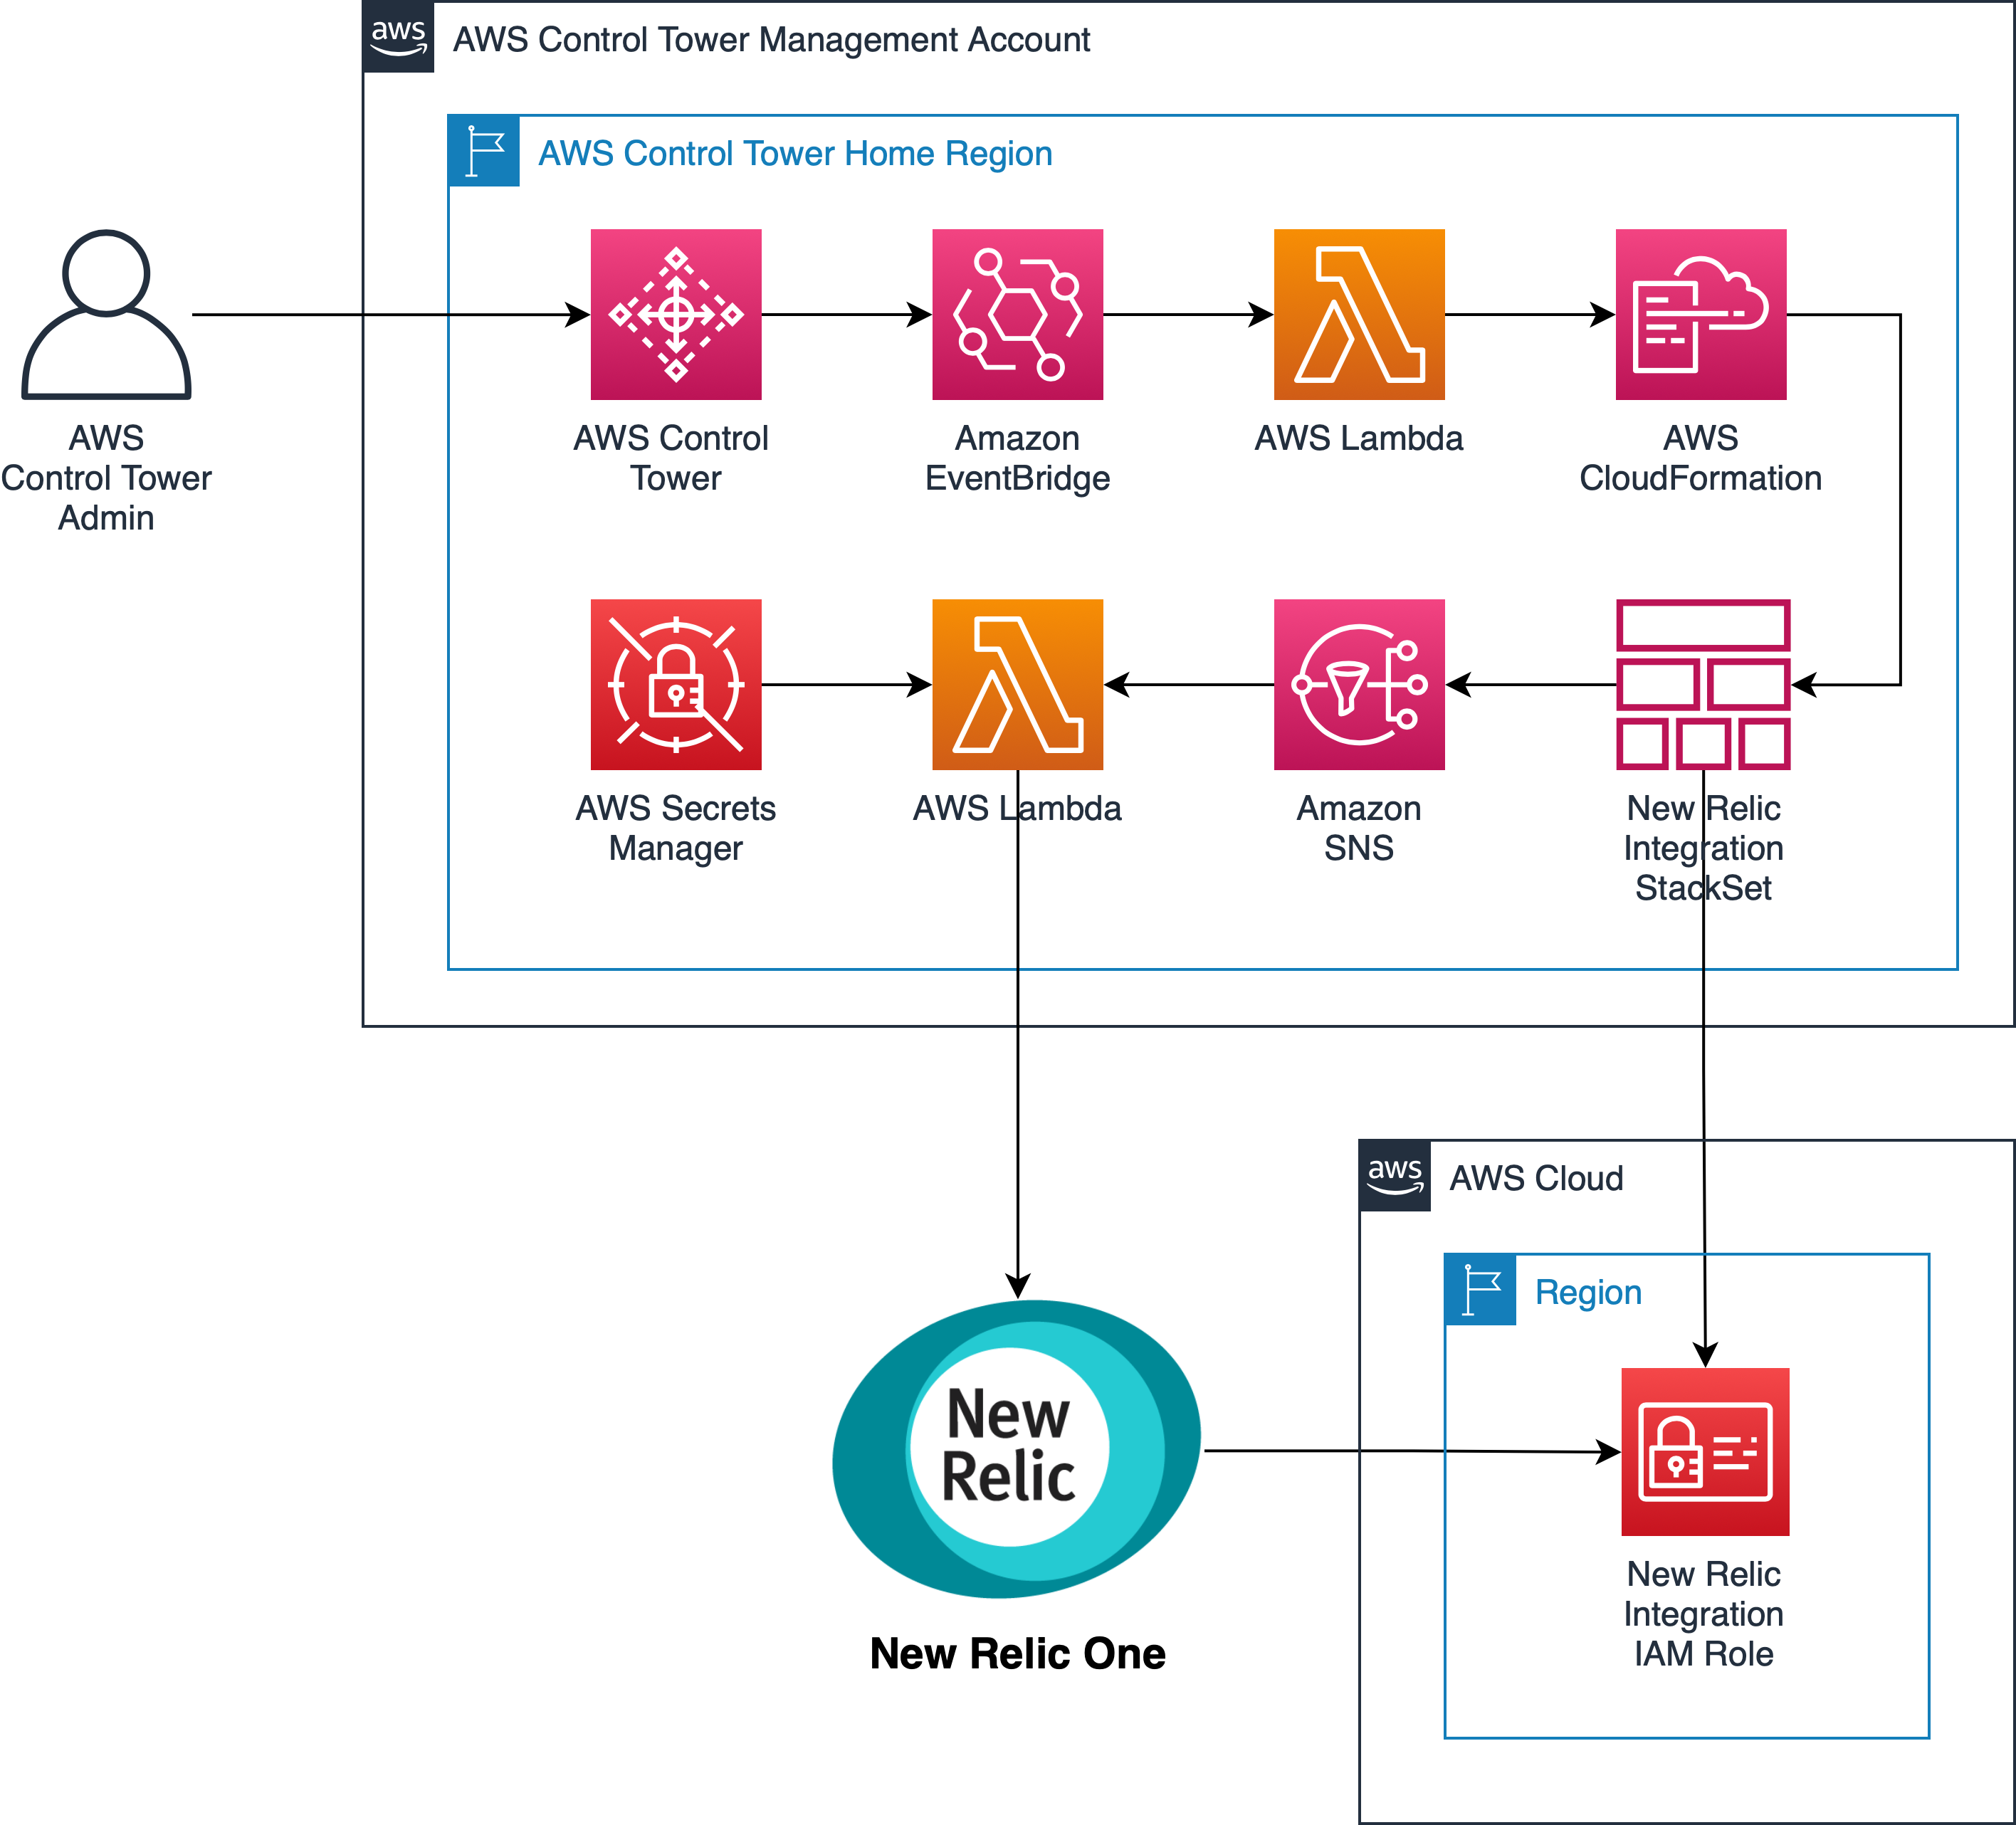 aws
AWS Control Tower Management Account
AWS Control Tower Home Region
AWS
Control Tower
Admin
AWS Control
Tower
Amazon
EventBridge
AWS Lambda
AWS
CloudFormation
AWS Secrets
Manager
AWS Lambda
Amazon
SNS
New Relic
Integration
StackSet
aws
AWS Cloud
Region
New
Relic
New Relic One
New Relic
Integration
IAM Role